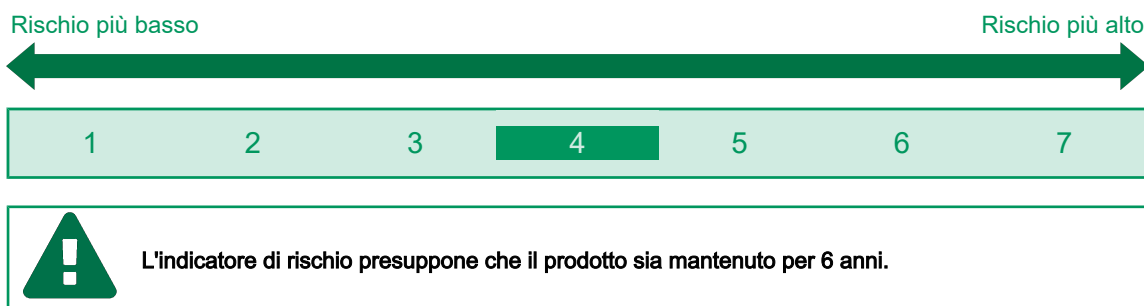 Rischio più basso Rischio più alto
1 2 3 4 5 6 7
L'indicatore di rischio presuppone che il prodotto sia mantenuto per 6 anni.